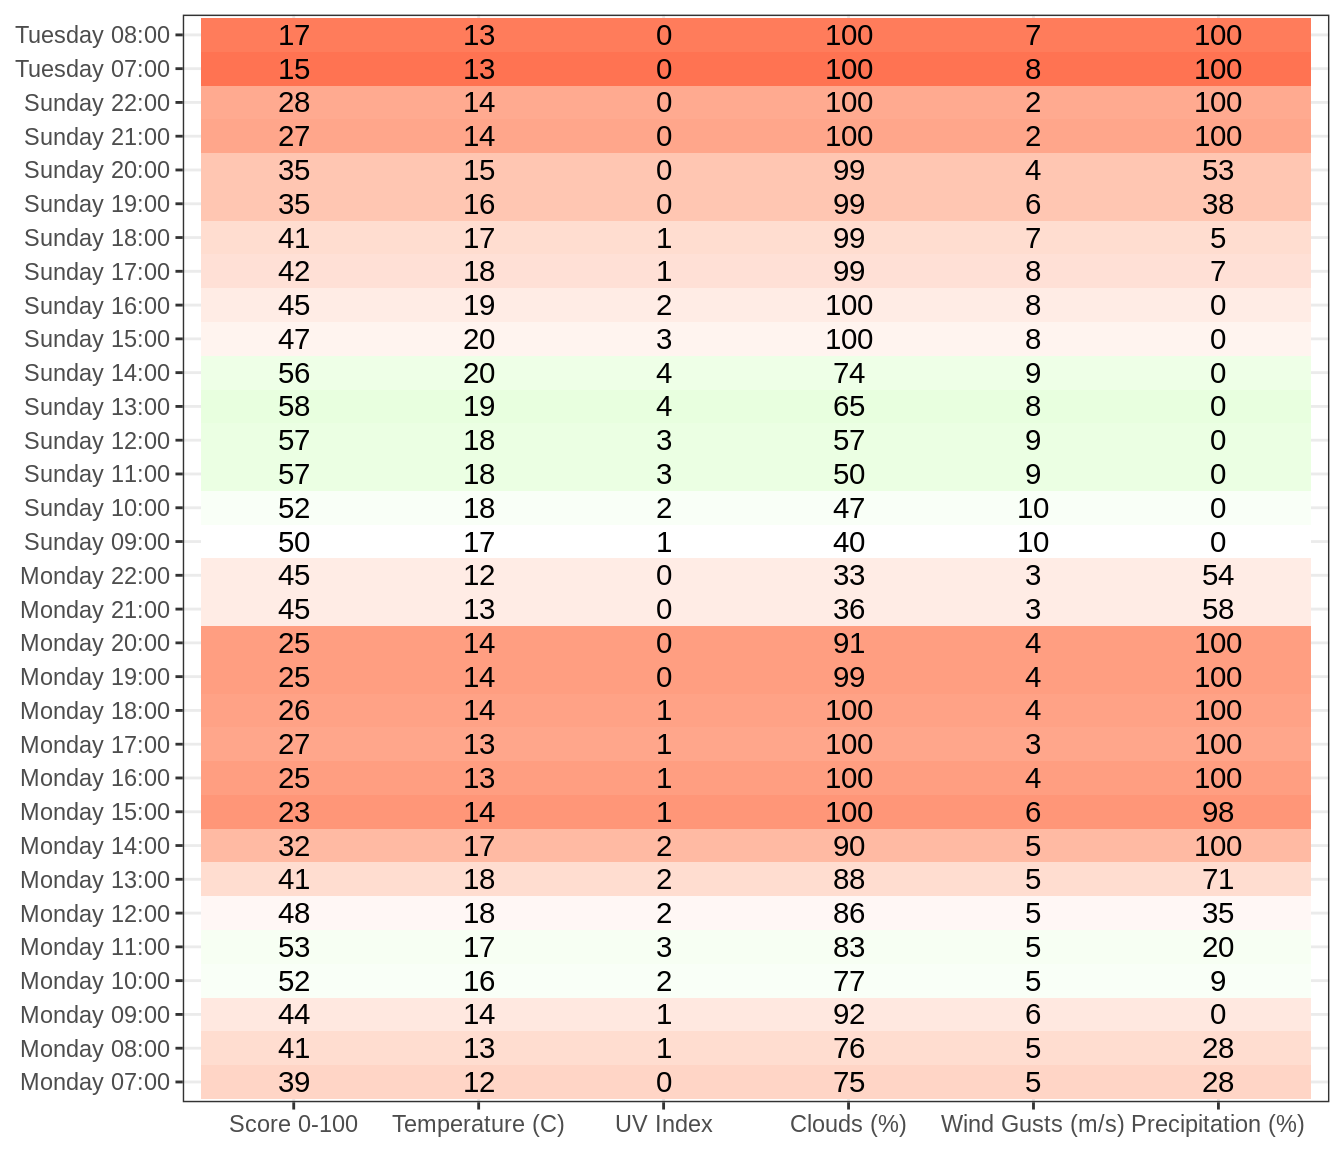 Tuesday 08:00 17 13 0 100 7 100
Tuesday 07:00 15 13 0 100 8 100
Sunday 22:00 28 14 0 100 2 100
Sunday 21:00 27 14 0 100 2 100
Sunday 20:00 35 15 0 99 4 53
Sunday 19:00 35 16 0 99 6 38
Sunday 18:00 41 17 1 99 7 5
Sunday 17:00 42 18 1 99 8 7
Sunday 16:00 45 19 2 100 8 0
Sunday 15:00 47 20 3 100 8 0
Sunday 14:00 56 20 4 74 9 0
Sunday 13:00 58 19 4 65 8 0
Sunday 12:00 57 18 3 57 9 0
Sunday 11:00 57 18 3 50 9 0
Sunday 10:00 52 18 2 47 10 0
Sunday 09:00 50 17 1 40 10 0
Monday 22:00 45 12 0 33 3 54
Monday 21:00 45 13 0 36 3 58
Monday 20:00 25 14 0 91 4 100
Monday 19:00 25 14 0 99 4 100
Monday 18:00 26 14 1 100 4 100
Monday 17:00 27 13 1 100 3 100
Monday 16:00 25 13 1 100 4 100
Monday 15:00 23 14 1 100 6 98
Monday 14:00 32 17 2 90 5 100
Monday 13:00 41 18 2 88 5 71
Monday 12:00 48 18 2 86 5 35
Monday 11:00 53 17 3 83 5 20
Monday 10:00 52 16 2 77 5 9
Monday 09:00 44 14 1 92 6 0
Monday 08:00 41 13 1 76 5 28
Monday 07:00 39 12 0 75 5 28
Score 0-100 Temperature (C) UV Index Clouds (%) Wind Gusts (m/s) Precipitation (%)